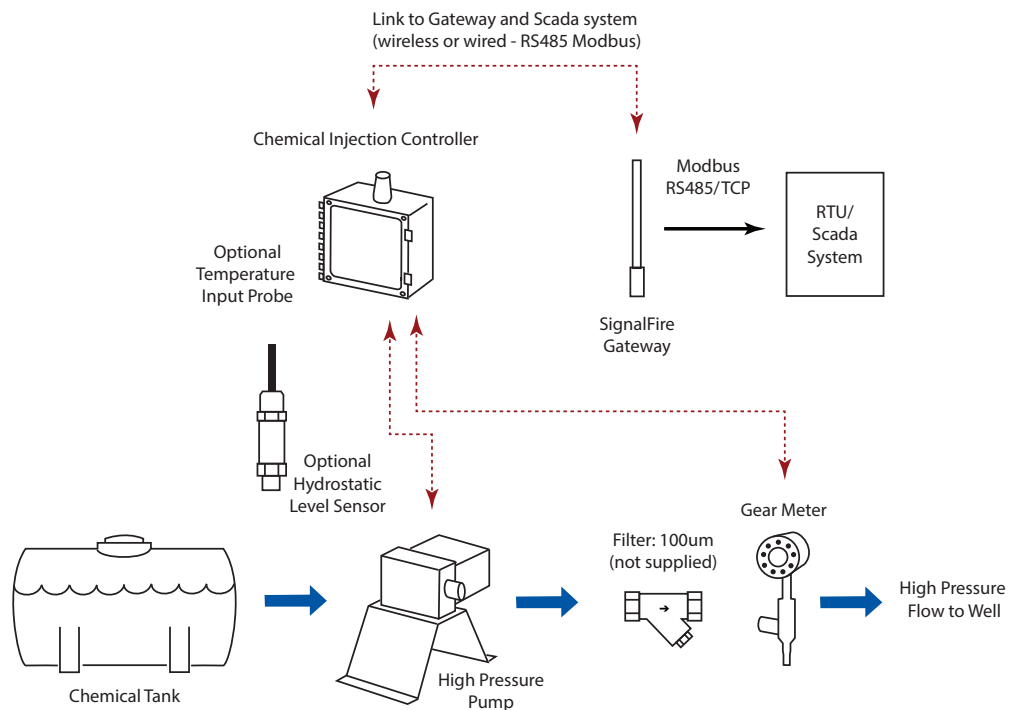 Link to Gateway and Scada system
(wireless or wired - RS485 Modbus)
Chemical Injection Controller
Modbus
RS485/TCP
RTU/
Scada
System
Optional
Temperature
Input Probe
SignalFire
Gateway
Optional
Hydrostatic
Level Sensor
Gear Meter
Filter: 100um
(not supplied)
High Pressure
Flow to Well
High Pressure
Pump
Chemical Tank